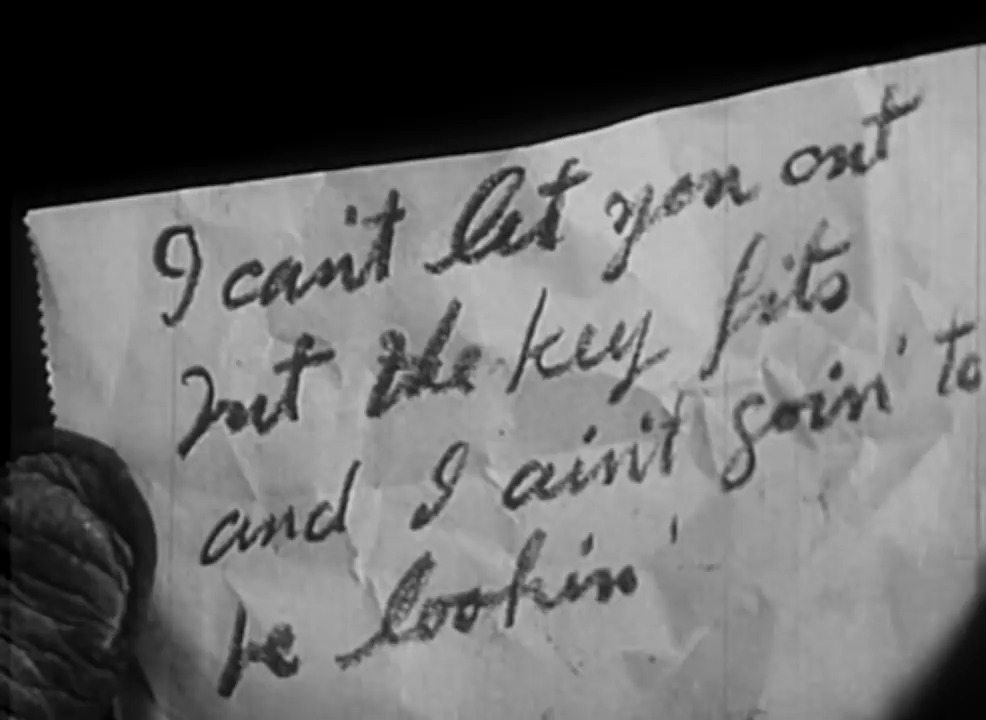 I can't let you out
but the key fits
and I ain't goin' to
be lookin'